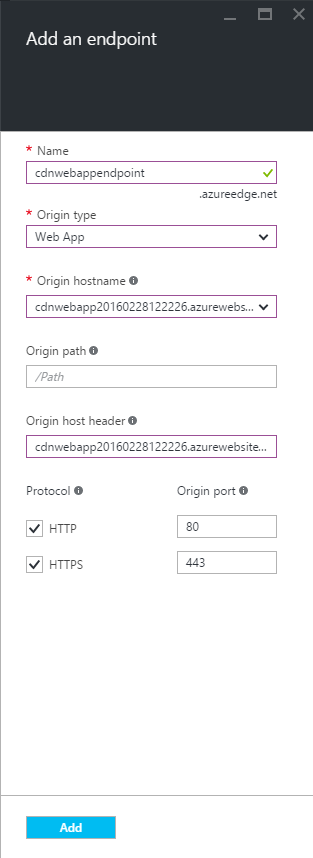 Add an endpoint
* Name
cdnwebappendpoint
.azureedge.net
* Origin type
Web App
* Origin hostname
cdnwebapp20160228122226.azurewebs...
Origin path
/Path
Origin host header
cdnwebapp20160228122226.azurewebsite...
Protocol Origin port
HTTP 80
HTTPS 443
Add